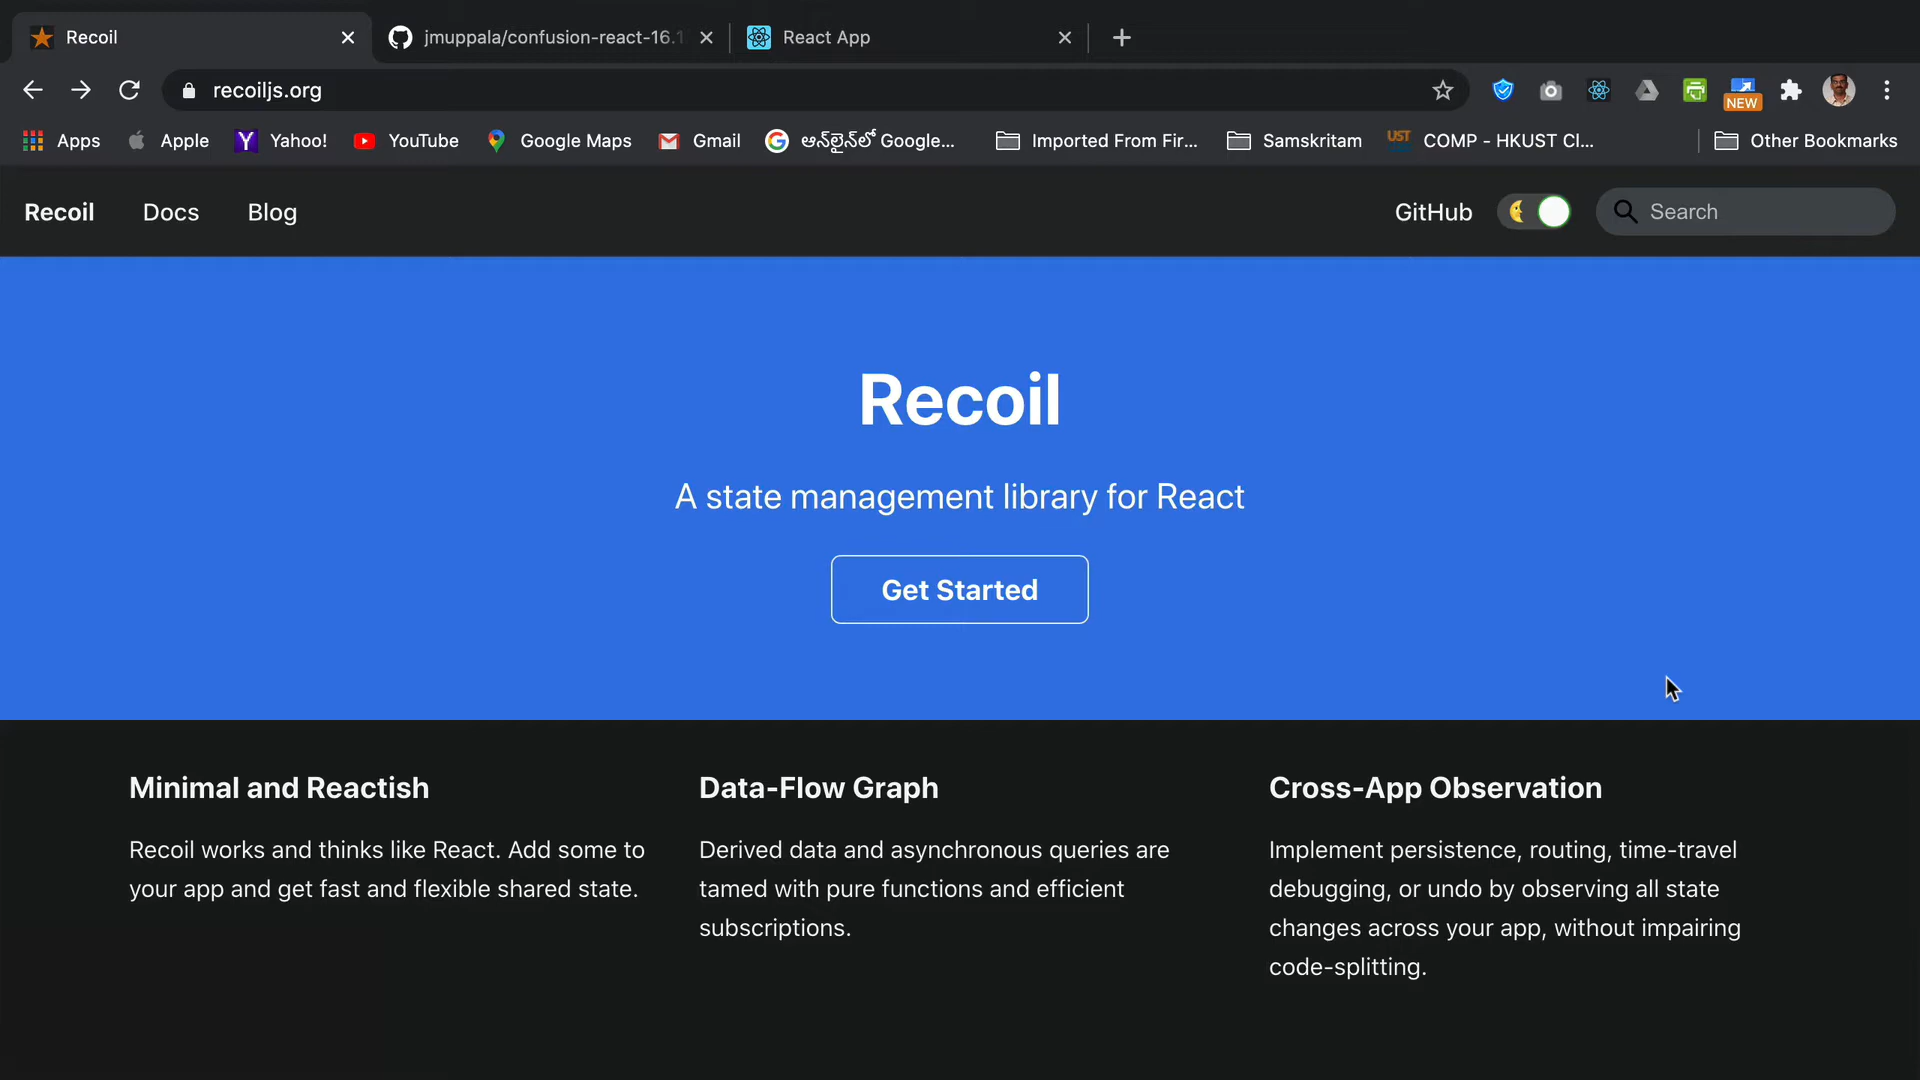 Recoil
jmuppala/confusion-react-16.1
React App
recoiljs.org
NEW
Apps
Apple
Yahoo!
YouTube
Google Maps
Gmail
ఆన్‌లైన్‌లో Google...
Imported From Fir...
Samskritam
UST
COMP - HKUST Cl...
Other Bookmarks
Recoil
Docs
Blog
GitHub
Search
Recoil
A state management library for React
Get Started
Minimal and Reactish
Recoil works and thinks like React. Add some to
your app and get fast and flexible shared state.
Data-Flow Graph
Derived data and asynchronous queries are
tamed with pure functions and efficient
subscriptions.
Cross-App Observation
Implement persistence, routing, time-travel
debugging, or undo by observing all state
changes across your app, without impairing
code-splitting.